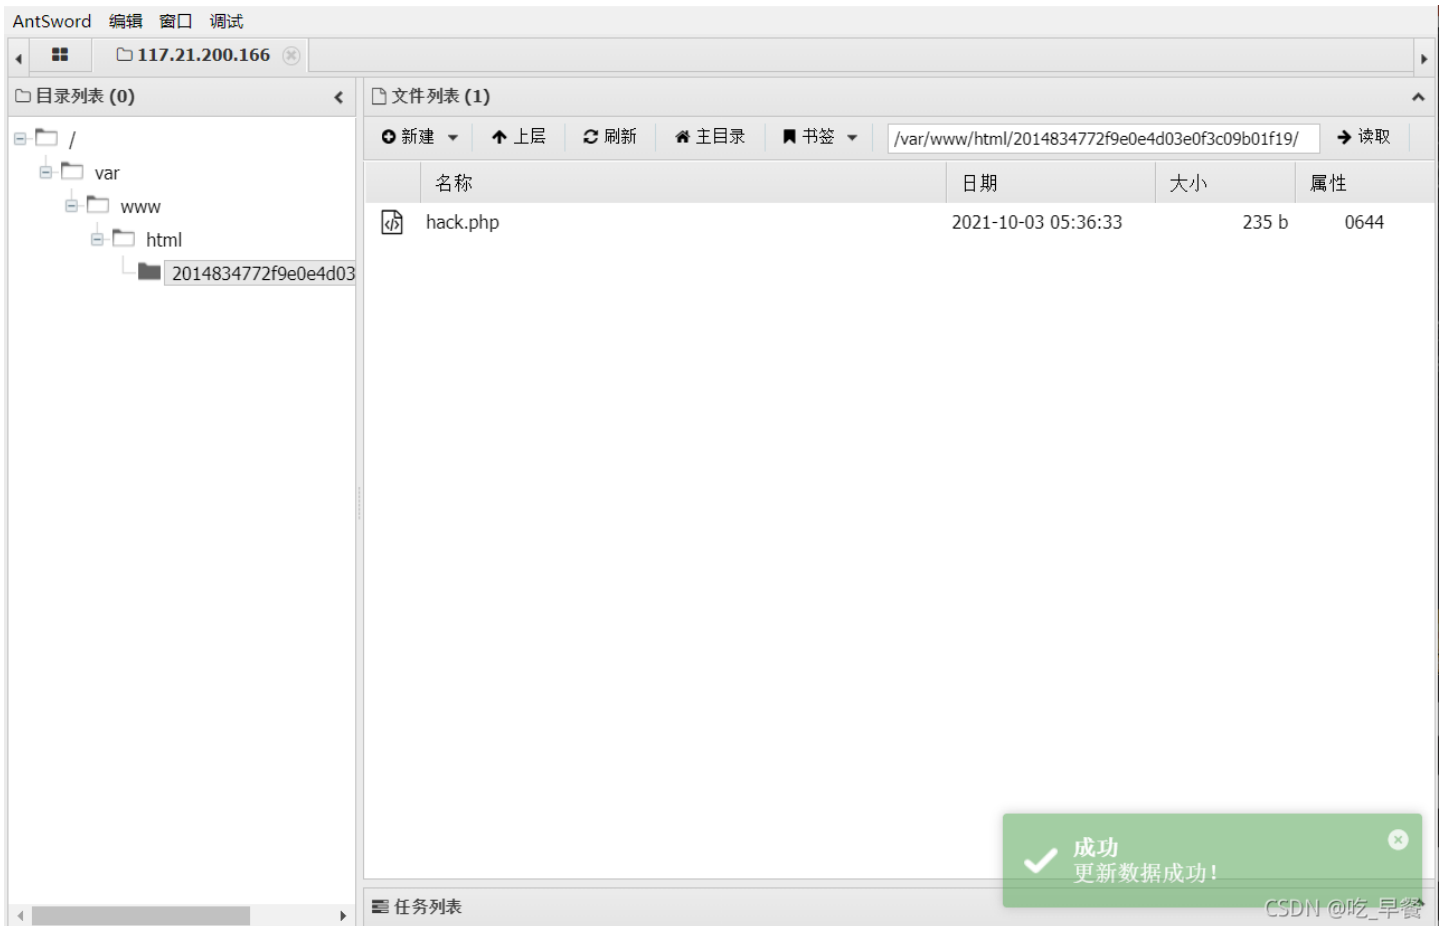 AntSword 编辑 窗口 调试
117.21.200.166
目录列表 (0)
文件列表 (1)
新建 上层 刷新 主目录 书签 /var/www/html/2014834772f9e0e4d03e0f3c09b01f19/ 读取
/
var
www
html
2014834772f9e0e4d03
名称 日期 大小 属性
hack.php 2021-10-03 05:36:33 235 b 0644
成功
更新数据成功！
任务列表
CSDN @吃_早餐